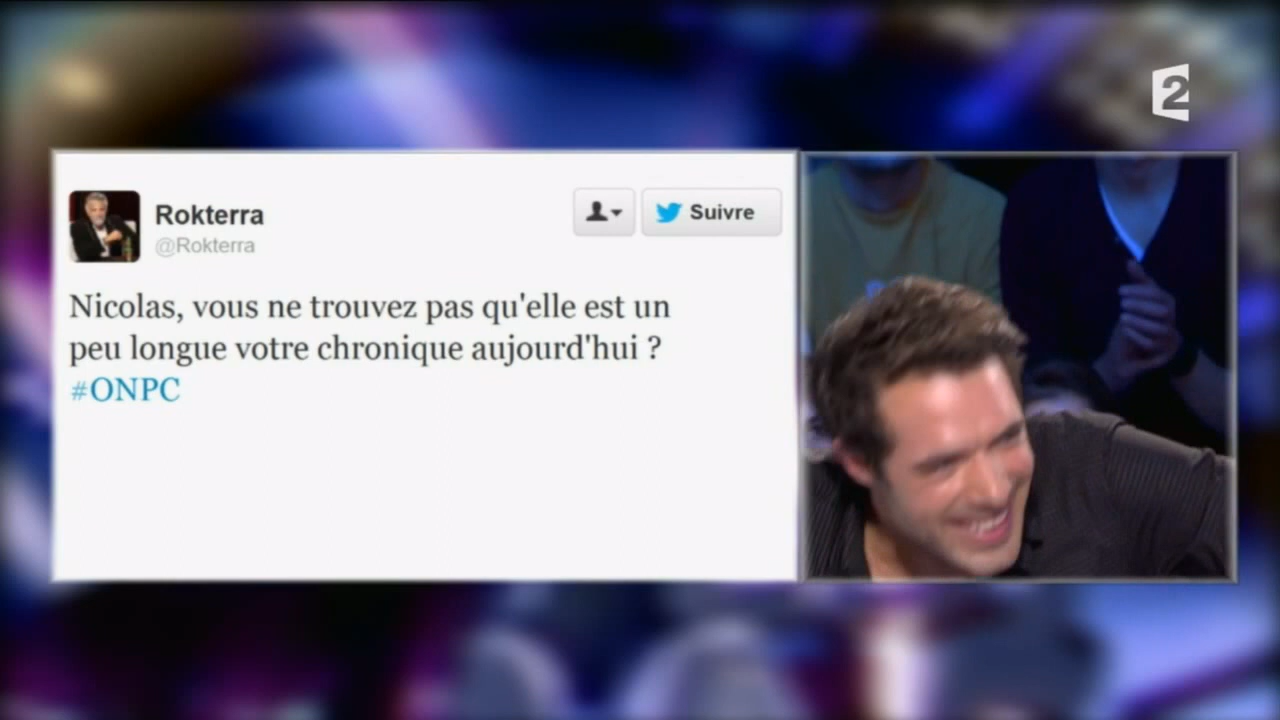 2
Rokterra
@Rokterra
Suivre
Nicolas, vous ne trouvez pas qu'elle est un
peu longue votre chronique aujourd'hui ?
#ONPC